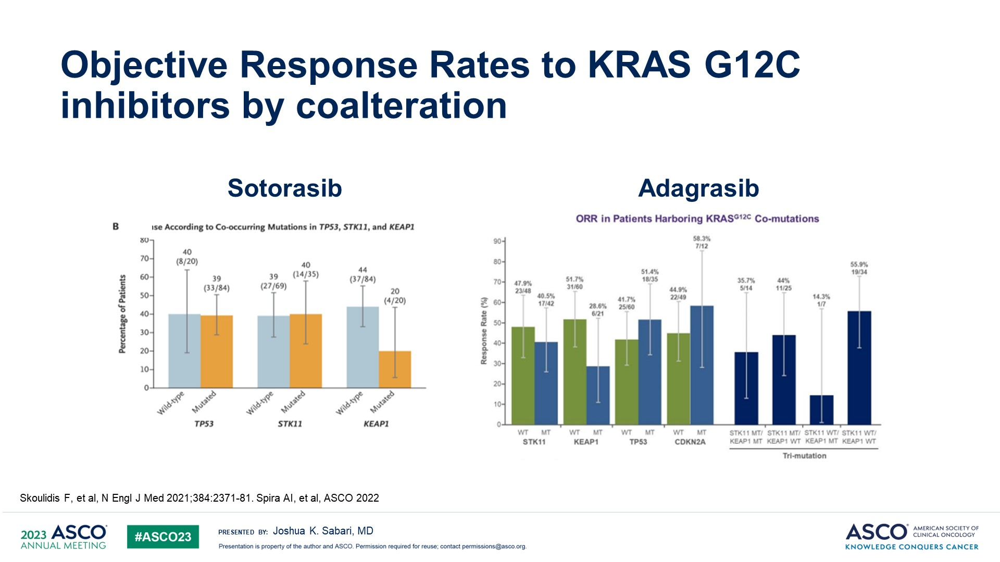 Objective Response Rates to KRAS G12C
inhibitors by coalteration
Sotorasib
B
se According to Co-occurring Mutations in TP53, STK11, and KEAP1
Percentage of Patients
80
70
60
50
40
30
20
10
0
40
(8/20)
39
(33/84)
39
(27/69)
40
(14/35)
44
(37/84)
20
(4/20)
Wild-type
Mutated
Wild-type
Mutated
Wild-type
Mutated
TP53
STK11
KEAP1
Adagrasib
ORR in Patients Harboring KRASG12C Co-mutations
Response Rate (%)
90
80
70
60
50
40
30
20
10
0
47.9%
23/48
40.5%
17/42
51.7%
31/60
28.6%
6/21
41.7%
25/60
51.4%
18/35
44.9%
22/49
58.3%
7/12
35.7%
5/14
44%
11/25
14.3%
1/7
55.9%
19/34
WT MT WT MT WT MT WT MT
STK11 KEAP1 TP53 CDKN2A
STK11 MT/ STK11 MT/ STK11 WT/ STK11 WT/
KEAP1 MT KEAP1 WT KEAP1 MT KEAP1 WT
Tri-mutation
Skoulidis F, et al, N Engl J Med 2021;384:2371-81. Spira AI, et al, ASCO 2022
2023 ASCO
ANNUAL MEETING
#ASCO23
PRESENTED BY: Joshua K. Sabari, MD
Presentation is property of the author and ASCO. Permission required for reuse; contact permissions@asco.org.
ASCO AMERICAN SOCIETY OF
CLINICAL ONCOLOGY
KNOWLEDGE CONQUERS CANCER